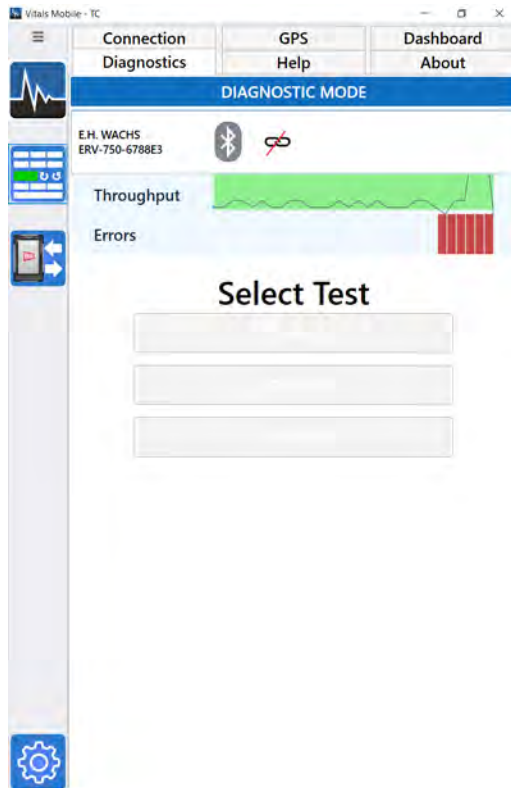 Vitals Mobile - TC
Connection GPS Dashboard
Diagnostics Help About
DIAGNOSTIC MODE
E.H. WACHS
ERV-750-6788E3
Throughput
Errors
Select Test